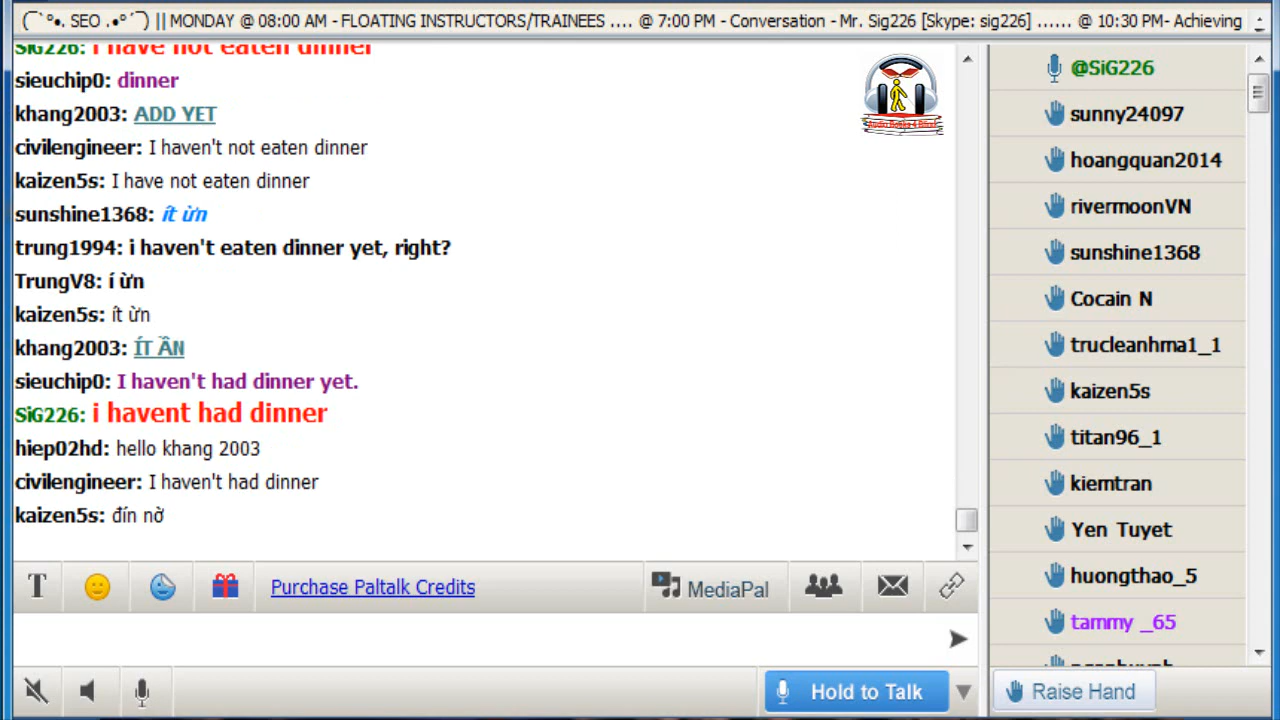 (¯`°•. SEO .•°´¯) || MONDAY @ 08:00 AM - FLOATING INSTRUCTORS/TRAINEES .... @ 7:00 PM - Conversation - Mr. Sig226 [Skype: sig226] ...... @ 10:30 PM- Achieving
SiG226: i have not eaten dinner
sieuchip0: dinner
khang2003: ADD YET
civilengineer: I haven't not eaten dinner
kaizen5s: I have not eaten dinner
sunshine1368: ít ừn
trung1994: i haven't eaten dinner yet, right?
TrungV8: í ừn
kaizen5s: ít ừn
khang2003: ÍT ẦN
sieuchip0: I haven't had dinner yet.
SiG226: i havent had dinner
hiep02hd: hello khang 2003
civilengineer: I haven't had dinner
kaizen5s: đín nờ
Purchase Paltalk Credits
MediaPal
Hold to Talk
@SiG226
sunny24097
hoangquan2014
rivermoonVN
sunshine1368
Cocain N
trucleanhma1_1
kaizen5s
titan96_1
kiemtran
Yen Tuyet
huongthao_5
tammy _65
Raise Hand